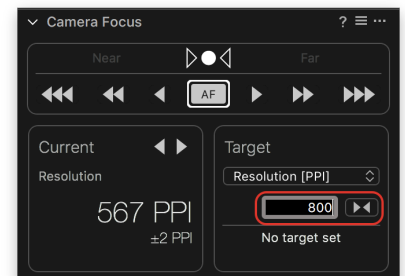 Camera Focus ?
Near Far
AF
Current
Resolution
567 PPI
±2 PPI
Target
Resolution [PPI]
800
No target set